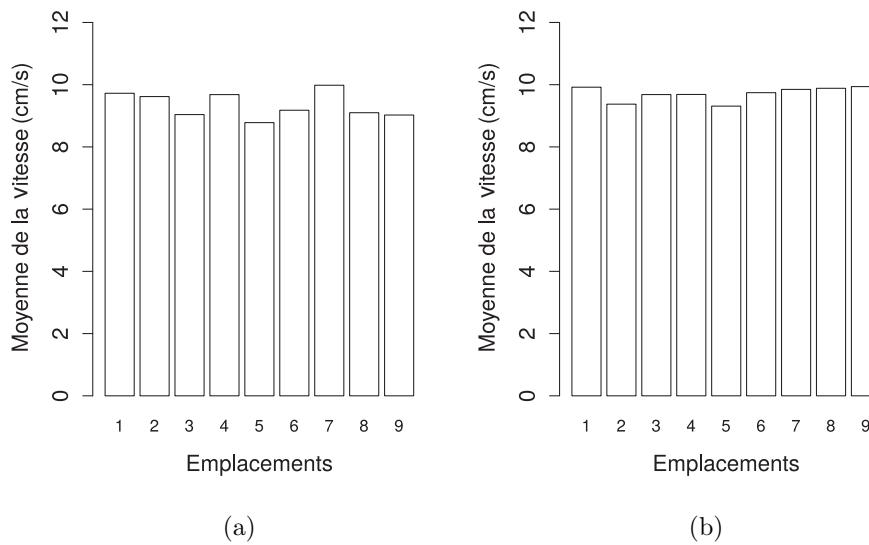 Moyenne de la vitesse (cm/s)
0 2 4 6 8 10 12
1 2 3 4 5 6 7 8 9
Emplacements
(a)
Moyenne de la vitesse (cm/s)
0 2 4 6 8 10 12
1 2 3 4 5 6 7 8 9
Emplacements
(b)